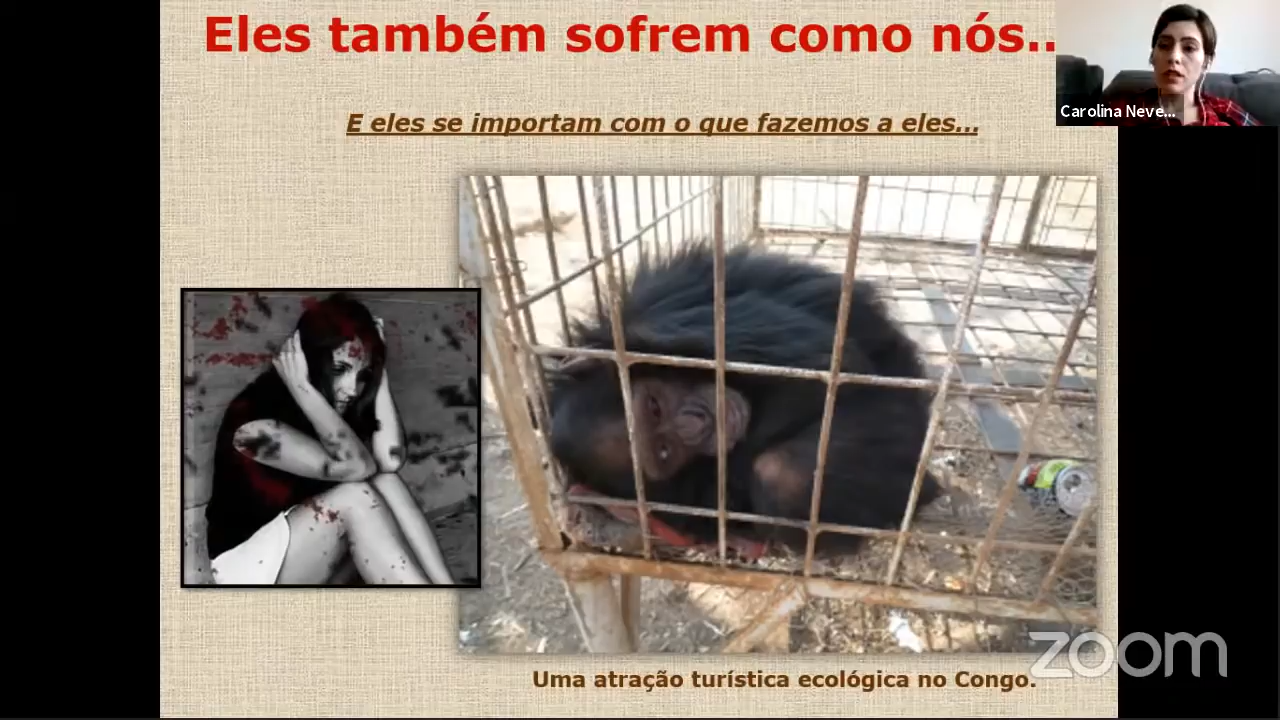 Eles também sofrem como nós..
Carolina Neve...
E eles se importam com o que fazemos a eles...
zoom
Uma atração turística ecológica no Congo.